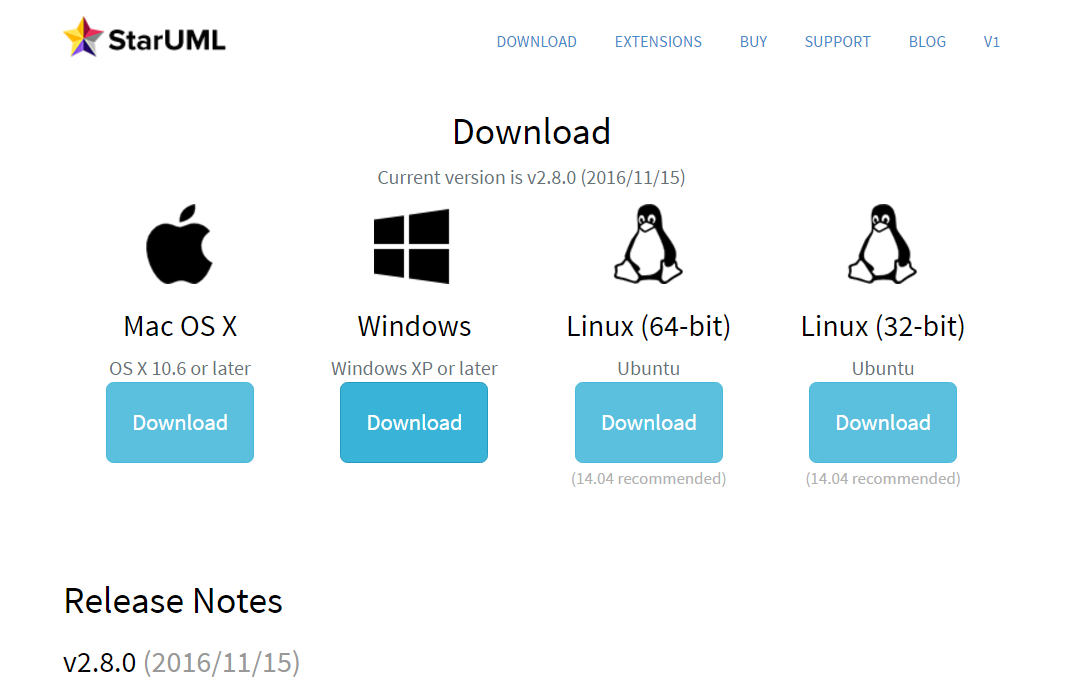 StarUML
DOWNLOAD EXTENSIONS BUY SUPPORT BLOG V1
Download
Current version is v2.8.0 (2016/11/15)
Mac OS X
OS X 10.6 or later
Download
Windows
Windows XP or later
Download
Linux (64-bit)
Ubuntu
Download
(14.04 recommended)
Linux (32-bit)
Ubuntu
Download
(14.04 recommended)
Release Notes
v2.8.0 (2016/11/15)